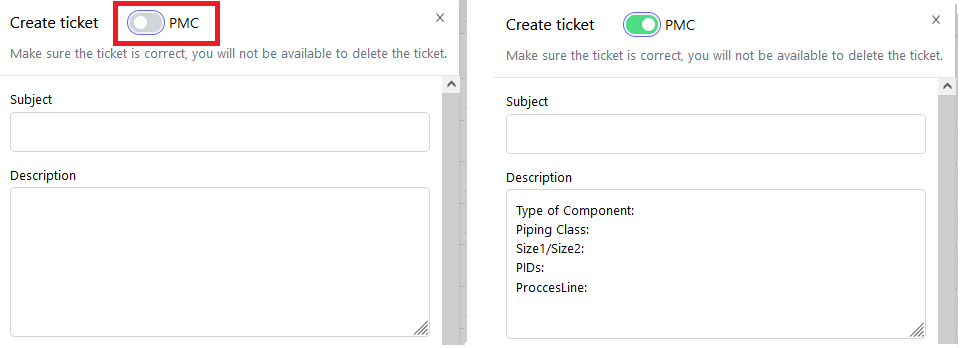 Create ticket PMC
Make sure the ticket is correct, you will not be available to delete the ticket.
Subject
Description
Create ticket PMC
Make sure the ticket is correct, you will not be available to delete the ticket.
Subject
Description
Type of Component:
Piping Class:
Size1/Size2:
PIDs:
ProccesLine: